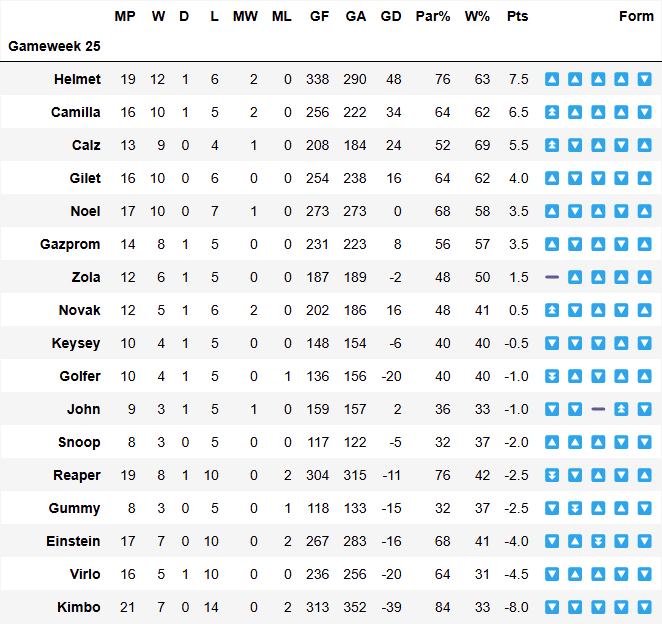 MP W D L MW ML GF GA GD Par% W% Pts Form
Gameweek 25
Helmet 19 12 1 6 2 0 338 290 48 76 63 7.5 🔼 🔼 🔼 🔼 🔽
Camilla 16 10 1 5 2 0 256 222 34 64 62 6.5 ⏫ 🔼 🔼 🔼 🔽
Calz 13 9 0 4 1 0 208 184 24 52 69 5.5 ⏫ 🔽 🔼 🔽 🔼
Gilet 16 10 0 6 0 0 254 238 16 64 62 4.0 🔼 🔽 🔽 🔽 🔼
Noel 17 10 0 7 1 0 273 273 0 68 58 3.5 🔼 🔽 🔼 🔽 🔼
Gazprom 14 8 1 5 0 0 231 223 8 56 57 3.5 🔼 🔽 🔼 🔽 🔼
Zola 12 6 1 5 0 0 187 189 -2 48 50 1.5 ➖ 🔼 🔼 🔼 🔼
Novak 12 5 1 6 2 0 202 186 16 48 41 0.5 ⏫ 🔽 🔼 🔽 🔼
Keysey 10 4 1 5 0 0 148 154 -6 40 40 -0.5 🔽 🔽 🔽 🔼 🔽
Golfer 10 4 1 5 0 1 136 156 -20 40 40 -1.0 ⏬ 🔼 🔽 🔼 🔼
John 9 3 1 5 1 0 159 157 2 36 33 -1.0 🔽 🔽 ➖ ⏫ 🔽
Snoop 8 3 0 5 0 0 117 122 -5 32 37 -2.0 🔼 🔼 🔼 🔽 🔽
Reaper 19 8 1 10 0 2 304 315 -11 76 42 -2.5 ⏬ 🔽 🔼 🔽 🔽
Gummy 8 3 0 5 0 1 118 133 -15 32 37 -2.5 🔽 ⏬ 🔼 🔼 🔽
Einstein 17 7 0 10 0 2 267 283 -16 68 41 -4.0 🔽 🔼 ⏬ 🔽 🔽
Virlo 16 5 1 10 0 0 236 256 -20 64 31 -4.5 🔽 🔼 🔼 🔽 🔽
Kimbo 21 7 0 14 0 2 313 352 -39 84 33 -8.0 🔽 🔽 🔽 🔽 🔽